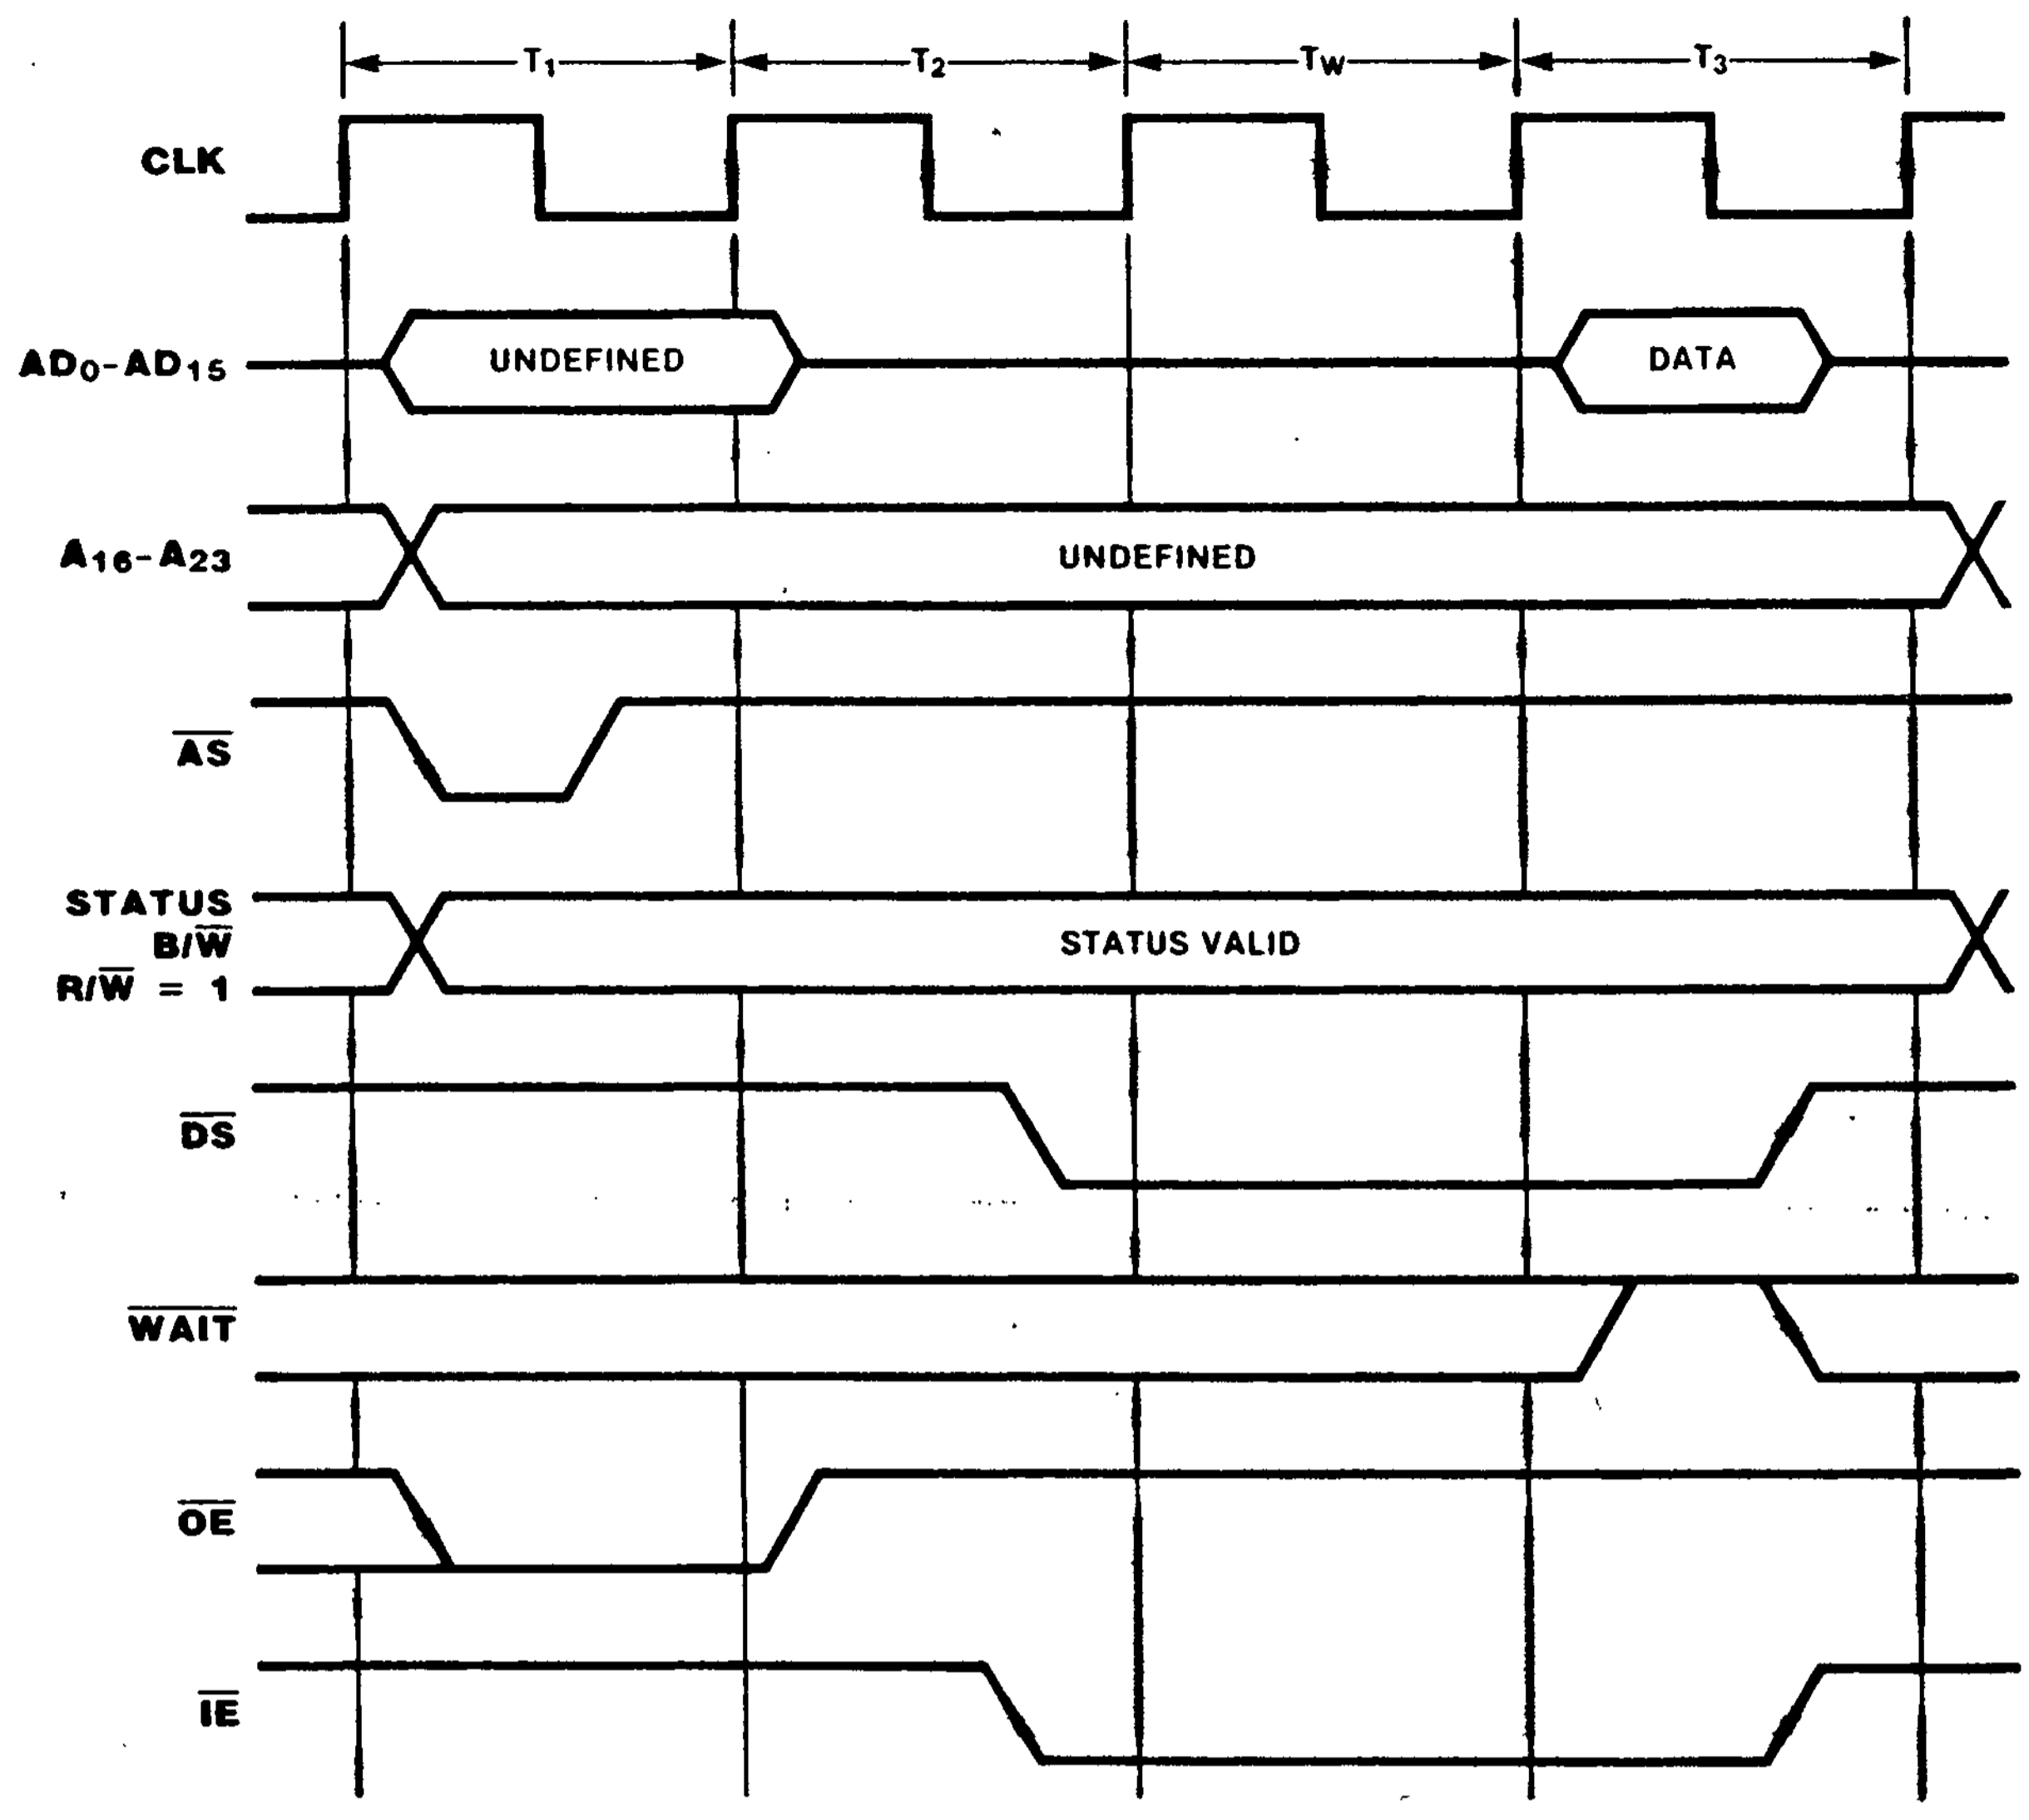 T1 T2 TW T3
CLK
AD0-AD15 UNDEFINED DATA
A16-A23 UNDEFINED
AS
STATUS
B/W STATUS VALID
R/W = 1
DS
WAIT
OE
IE